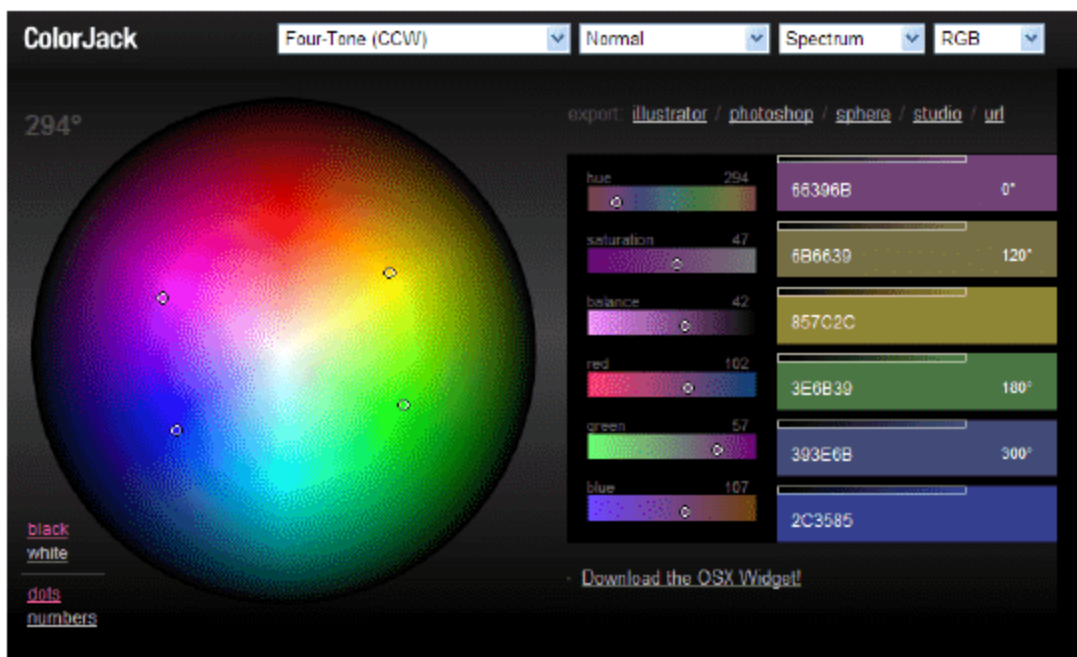 ColorJack Four-Tone (CCW) Normal Spectrum RGB
294°
export: illustrator / photoshop / sphere / studio / url
hue 294
66396B 0°
saturation 47
6B6639 120°
balance 42
857C2C
red 102
3E6B39 180°
green 57
393E6B 300°
blue 107
2C3585
black
white
dots
numbers
Download the OSX Widget!